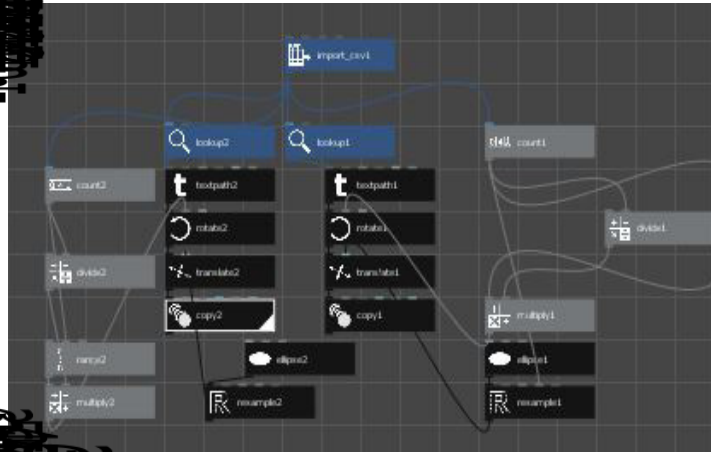 import_csv1
lookup2
lookup1
count1
count2
textpath2
textpath1
rotate2
rotate1
divide1
divide2
translate2
translate1
copy2
copy1
multiply1
range2
ellipse2
ellipse1
multiply2
resample2
resample1